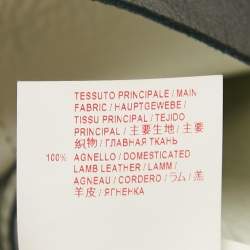 TESSUTO PRINCIPALE / MAIN
FABRIC / HAUPTGEWEBE /
TISSU PRINCIPAL / TEJIDO
PRINCIPAL / 主要生地 / 主要
织物 / ГЛАВНАЯ ТКАНЬ
100% AGNELLO / DOMESTICATED
LAMB LEATHER / LAMM /
AGNEAU / CORDERO / ラム / 羔
羊皮 / ЯГНЕНКА